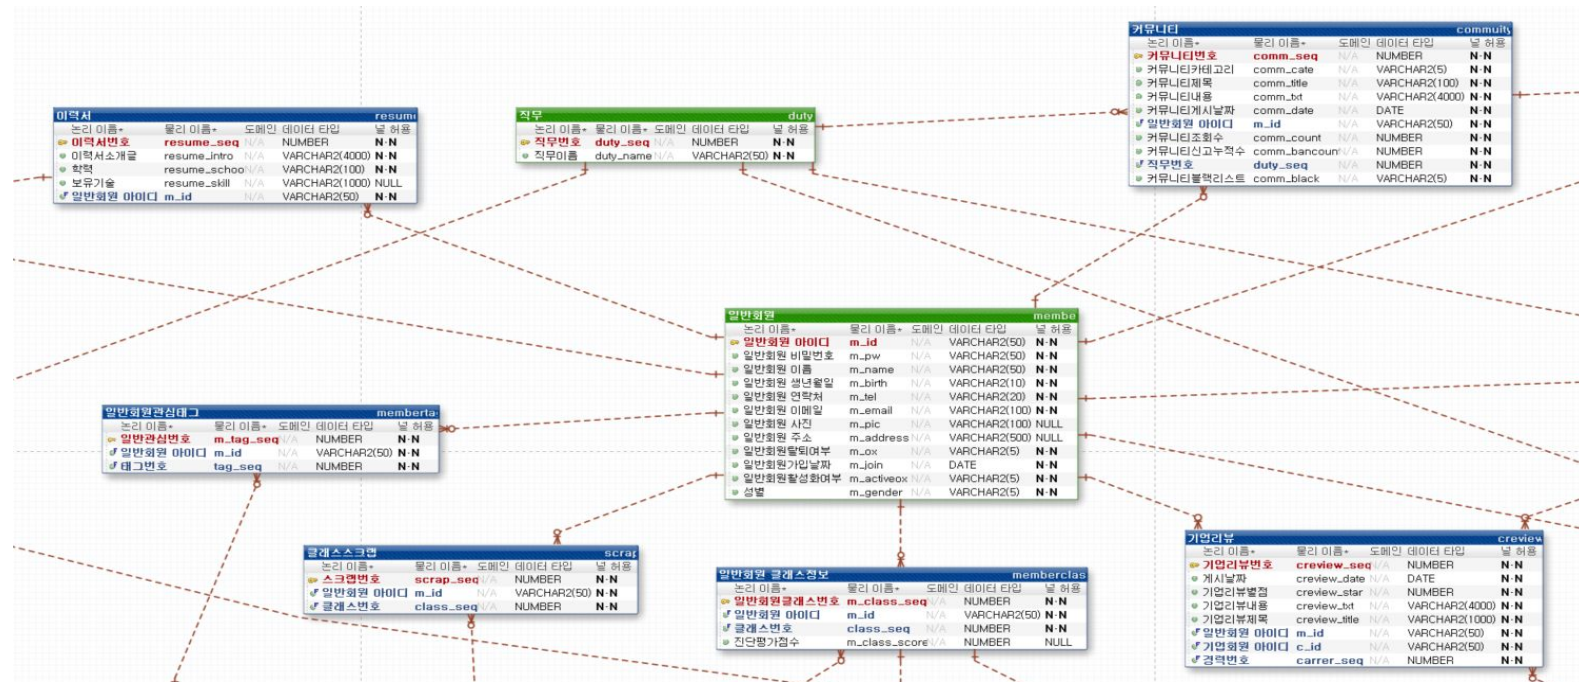 커뮤니티 commuity
논리 이름 물리 이름 도메인 데이터 타입 널 허용
커뮤니티번호 comm_seq N/A NUMBER N·N
커뮤니티카테고리 comm_cate N/A VARCHAR2(5) N·N
커뮤니티제목 comm_title N/A VARCHAR2(100) N·N
커뮤니티내용 comm_txt N/A VARCHAR2(4000) N·N
커뮤니티게시날짜 comm_date N/A DATE N·N
일반회원 아이디 m_id N/A VARCHAR2(50) N·N
커뮤니티조회수 comm_count N/A NUMBER N·N
커뮤니티신고누적수 comm_bancoun N/A NUMBER N·N
직무번호 duty_seq N/A NUMBER N·N
커뮤니티블랙리스트 comm_black N/A VARCHAR2(5) N·N
이력서 resume
논리 이름 물리 이름 도메인 데이터 타입 널 허용
이력서번호 resume_seq N/A NUMBER N·N
이력서소개글 resume_intro N/A VARCHAR2(4000) N·N
학력 resume_schoo N/A VARCHAR2(100) N·N
보유기술 resume_skill N/A VARCHAR2(1000) NULL
일반회원 아이디 m_id N/A VARCHAR2(50) N·N
직무 duty
논리 이름 물리 이름 도메인 데이터 타입 널 허용
직무번호 duty_seq N/A NUMBER N·N
직무이름 duty_name N/A VARCHAR2(50) N·N
일반회원 membe
논리 이름 물리 이름 도메인 데이터 타입 널 허용
일반회원 아이디 m_id N/A VARCHAR2(50) N·N
일반회원 비밀번호 m_pw N/A VARCHAR2(50) N·N
일반회원 이름 m_name N/A VARCHAR2(50) N·N
일반회원 생년월일 m_birth N/A VARCHAR2(10) N·N
일반회원 연락처 m_tel N/A VARCHAR2(20) N·N
일반회원 이메일 m_email N/A VARCHAR2(100) N·N
일반회원 사진 m_pic N/A VARCHAR2(100) NULL
일반회원 주소 m_address N/A VARCHAR2(500) NULL
일반회원탈퇴여부 m_ox N/A VARCHAR2(5) N·N
일반회원가입날짜 m_join N/A DATE N·N
일반회원활성화여부 m_activeox N/A VARCHAR2(5) N·N
성별 m_gender N/A VARCHAR2(5) N·N
일반회원관심태그 memberta
논리 이름 물리 이름 도메인 데이터 타입 널 허용
일반관심번호 m_tag_seq N/A NUMBER N·N
일반회원 아이디 m_id N/A VARCHAR2(50) N·N
태그번호 tag_seq N/A NUMBER N·N
클래스스크랩 scrap
논리 이름 물리 이름 도메인 데이터 타입 널 허용
스크랩번호 scrap_seq N/A NUMBER N·N
일반회원 아이디 m_id N/A VARCHAR2(50) N·N
클래스번호 class_seq N/A NUMBER N·N
일반회원 클래스정보 memberclas
논리 이름 물리 이름 도메인 데이터 타입 널 허용
일반회원클래스번호 m_class_seq N/A NUMBER N·N
일반회원 아이디 m_id N/A VARCHAR2(50) N·N
클래스번호 class_seq N/A NUMBER N·N
진단평가점수 m_class_score N/A NUMBER NULL
기업리뷰 creview
논리 이름 물리 이름 도메인 데이터 타입 널 허용
기업리뷰번호 creview_seq N/A NUMBER N·N
게시날짜 creview_date N/A DATE N·N
기업리뷰별점 creview_star N/A NUMBER N·N
기업리뷰내용 creview_txt N/A VARCHAR2(4000) N·N
기업리뷰제목 creview_title N/A VARCHAR2(1000) N·N
일반회원 아이디 m_id N/A VARCHAR2(50) N·N
기업회원 아이디 c_id N/A VARCHAR2(50) N·N
경력번호 carrer_seq N/A NUMBER N·N